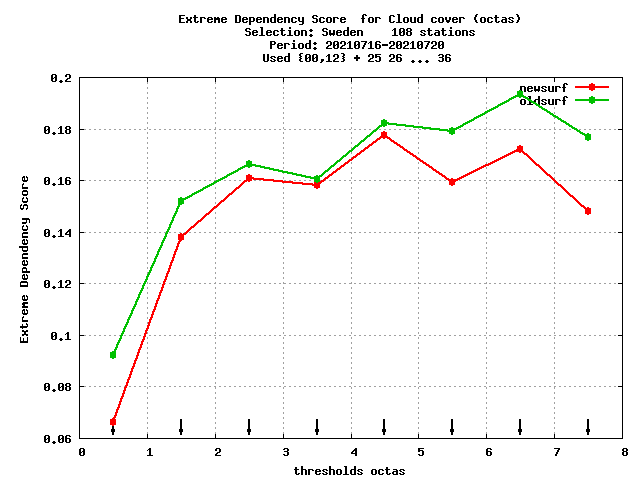 Extreme Dependency Score  for Cloud cover (octas)
Selection: Sweden    108 stations
Period: 20210716-20210720
Used {00,12} + 25 26 ... 36
newsurf
oldsurf
0.2
0.18
0.16
0.14
0.12
0.1
0.08
0.06
Extreme Dependency Score
0 1 2 3 4 5 6 7 8
thresholds octas